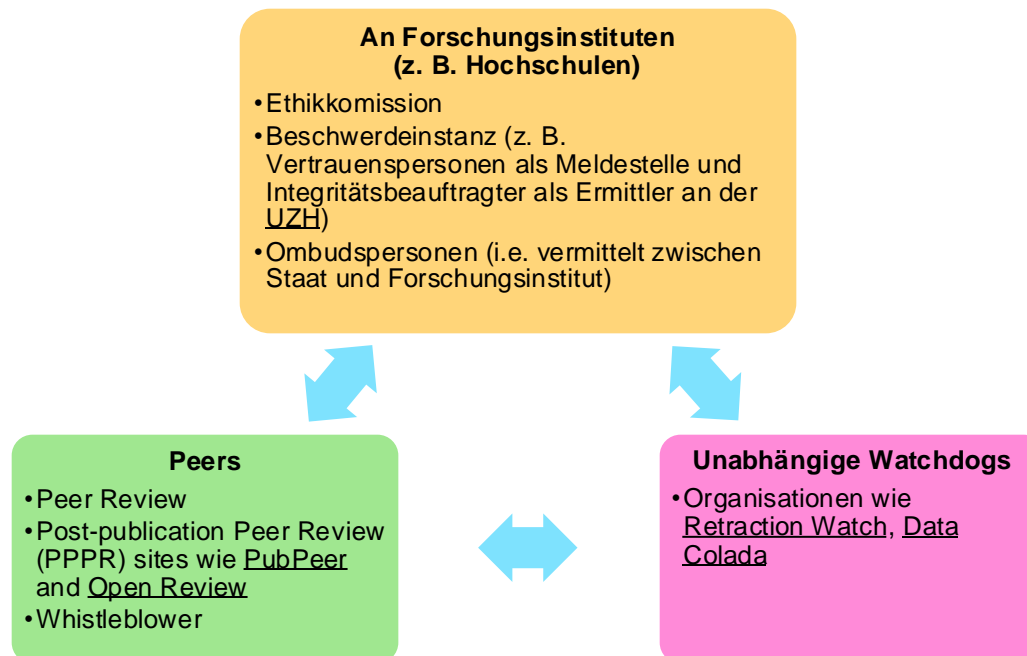 An Forschungsinstituten
(z. B. Hochschulen)
•Ethikkomission
•Beschwerdeinstanz (z. B.
Vertrauenspersonen als Meldestelle und
Integritätsbeauftragter als Ermittler an der
UZH)
•Ombudspersonen (i.e. vermittelt zwischen
Staat und Forschungsinstitut)
Peers
•Peer Review
•Post-publication Peer Review
(PPPR) sites wie PubPeer
and Open Review
•Whistleblower
Unabhängige Watchdogs
•Organisationen wie
Retraction Watch, Data
Colada